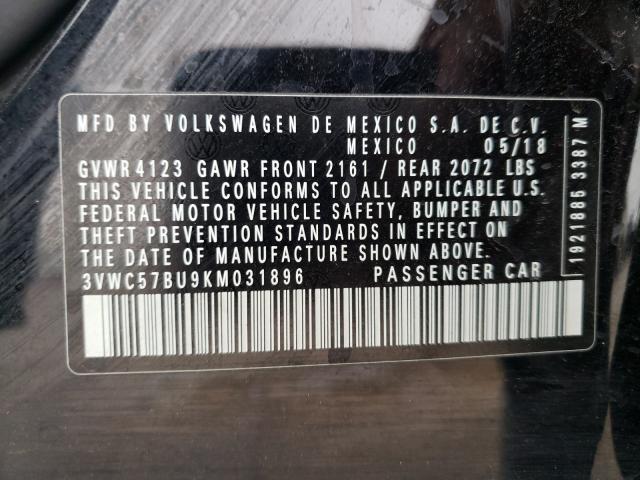 MFD BY VOLKSWAGEN DE MEXICO S.A. DE C.V.
MEXICO 05/18
GVWR 4123 GAWR FRONT 2161 / REAR 2072 LBS
THIS VEHICLE CONFORMS TO ALL APPLICABLE U.S.
FEDERAL MOTOR VEHICLE SAFETY, BUMPER AND
THEFT PREVENTION STANDARDS IN EFFECT ON
THE DATE OF MANUFACTURE SHOWN ABOVE.
3VWC57BU9KM031896 PASSENGER CAR
1921885 3387 M